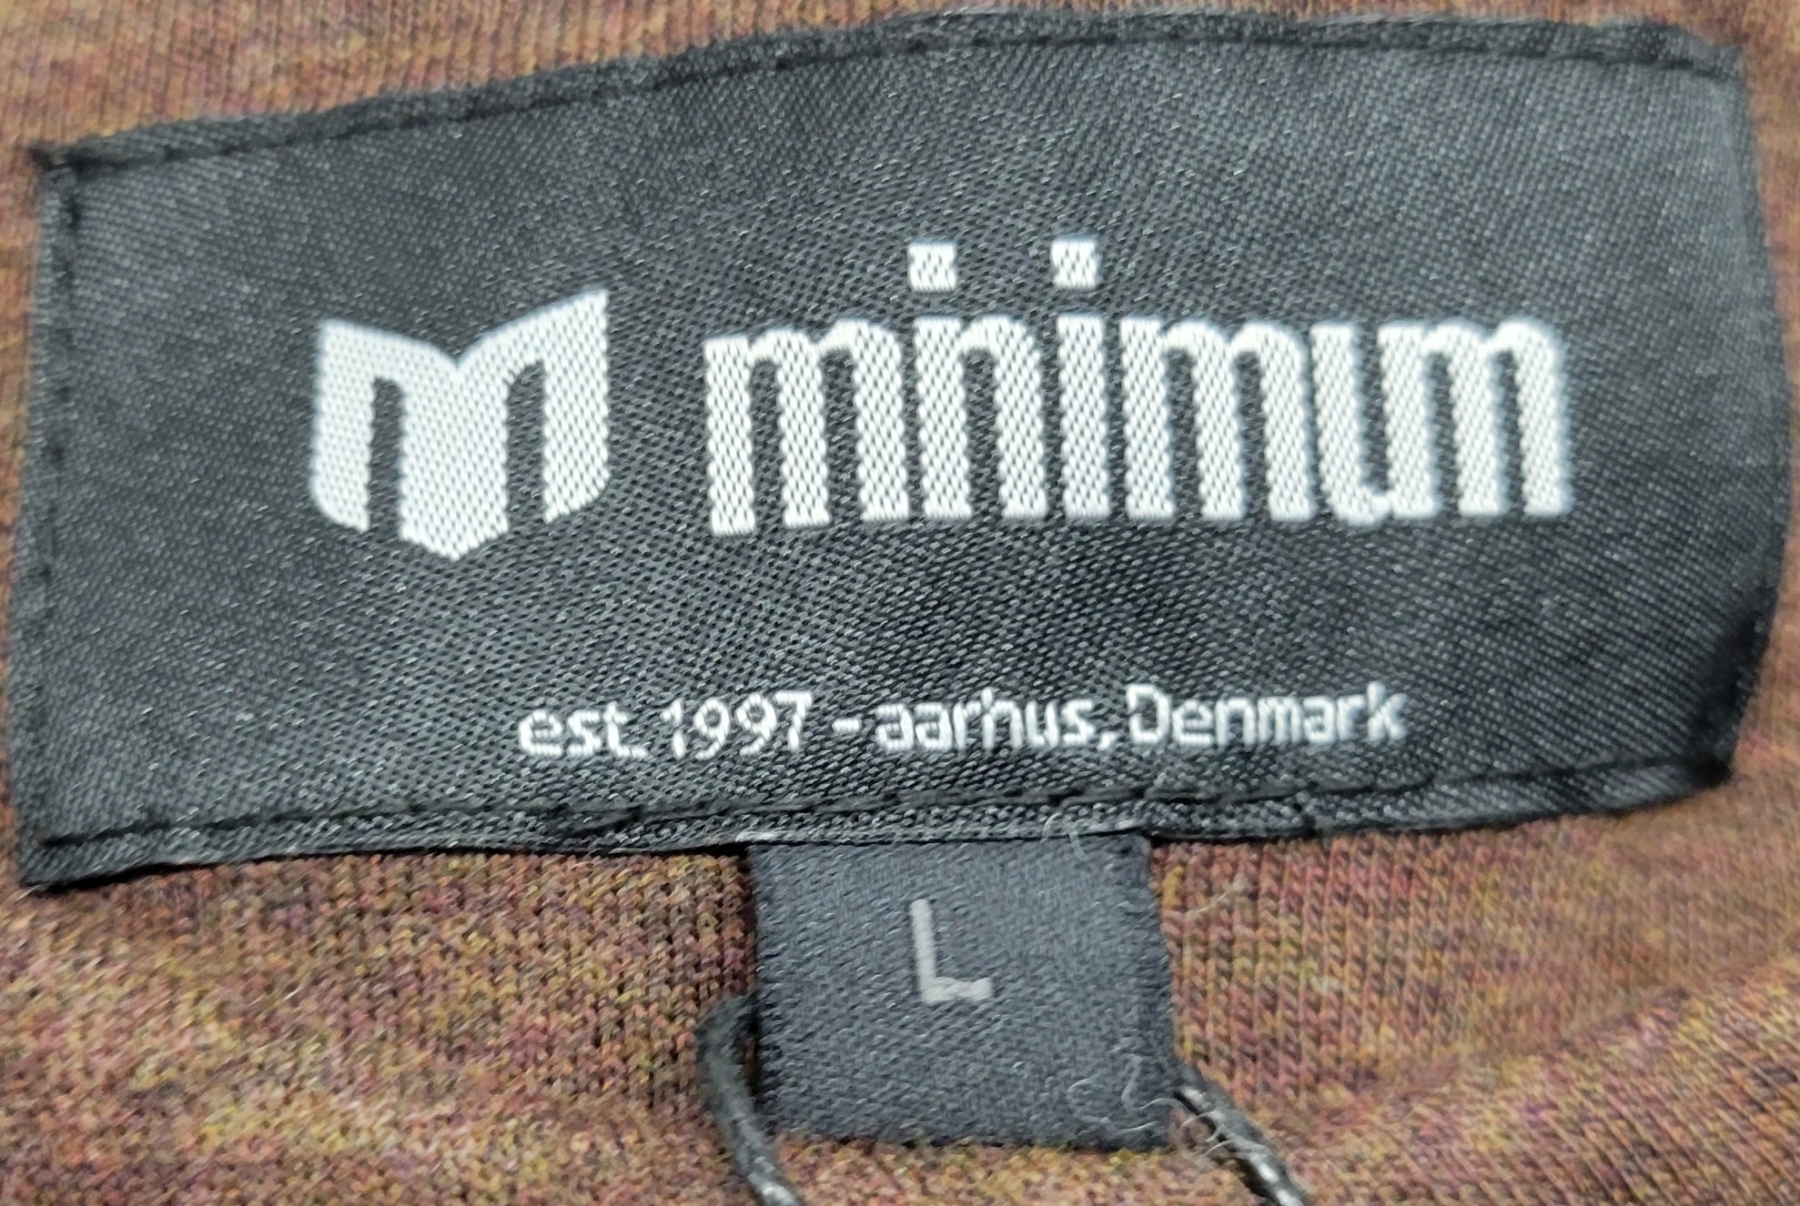 m minimum
est. 1997 - aarhus, Denmark
L